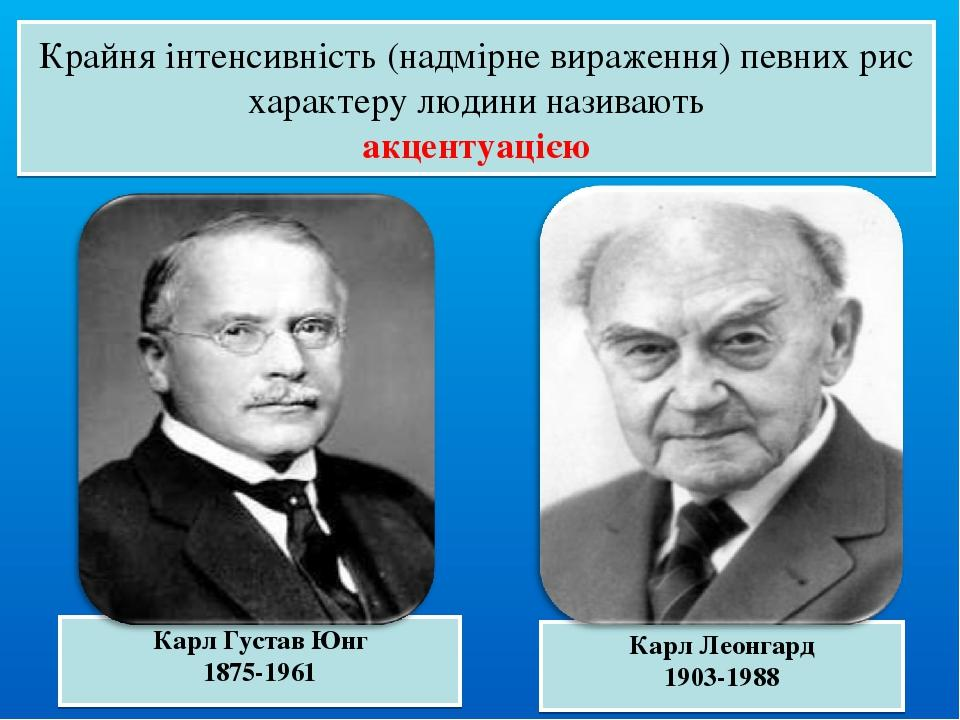 Крайня інтенсивність (надмірне вираження) певних рис
характеру людини називають
акцентуацією
Карл Густав Юнг
1875-1961
Карл Леонгард
1903-1988